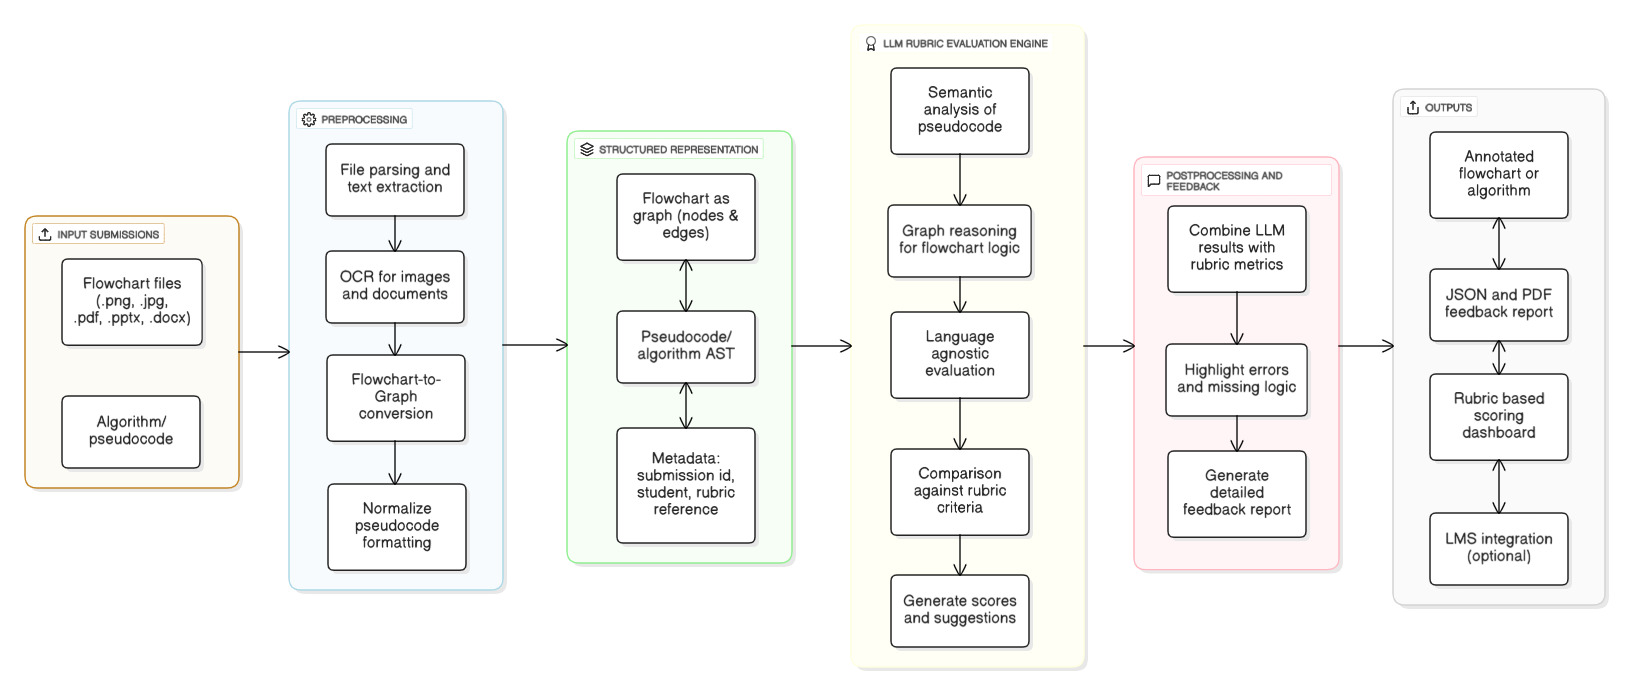 INPUT SUBMISSIONS
Flowchart files
(.png, .jpg,
.pdf, .pptx, .docx)
Algorithm/
pseudocode
PREPROCESSING
File parsing and
text extraction
OCR for images
and documents
Flowchart-to-
Graph
conversion
Normalize
pseudocode
formatting
STRUCTURED REPRESENTATION
Flowchart as
graph (nodes &
edges)
Pseudocode/
algorithm AST
Metadata:
submission id,
student, rubric
reference
LLM RUBRIC EVALUATION ENGINE
Semantic
analysis of
pseudocode
Graph reasoning
for flowchart logic
Language
agnostic
evaluation
Comparison
against rubric
criteria
Generate scores
and suggestions
POSTPROCESSING AND
FEEDBACK
Combine LLM
results with
rubric metrics
Highlight errors
and missing logic
Generate
detailed
feedback report
OUTPUTS
Annotated
flowchart or
algorithm
JSON and PDF
feedback report
Rubric based
scoring
dashboard
LMS integration
(optional)